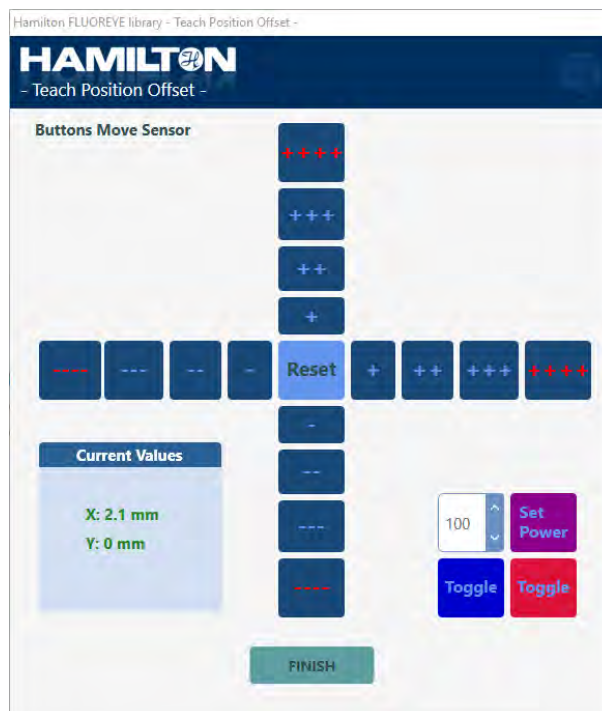 Hamilton FLUOREYE library - Teach Position Offset -
HAMILTON
- Teach Position Offset -
Buttons Move Sensor
++++
+++
++
+
---- --- -- - Reset + ++ +++ ++++
-
--
---
----
Current Values
X: 2.1 mm
Y: 0 mm
100
Set
Power
Toggle Toggle
FINISH